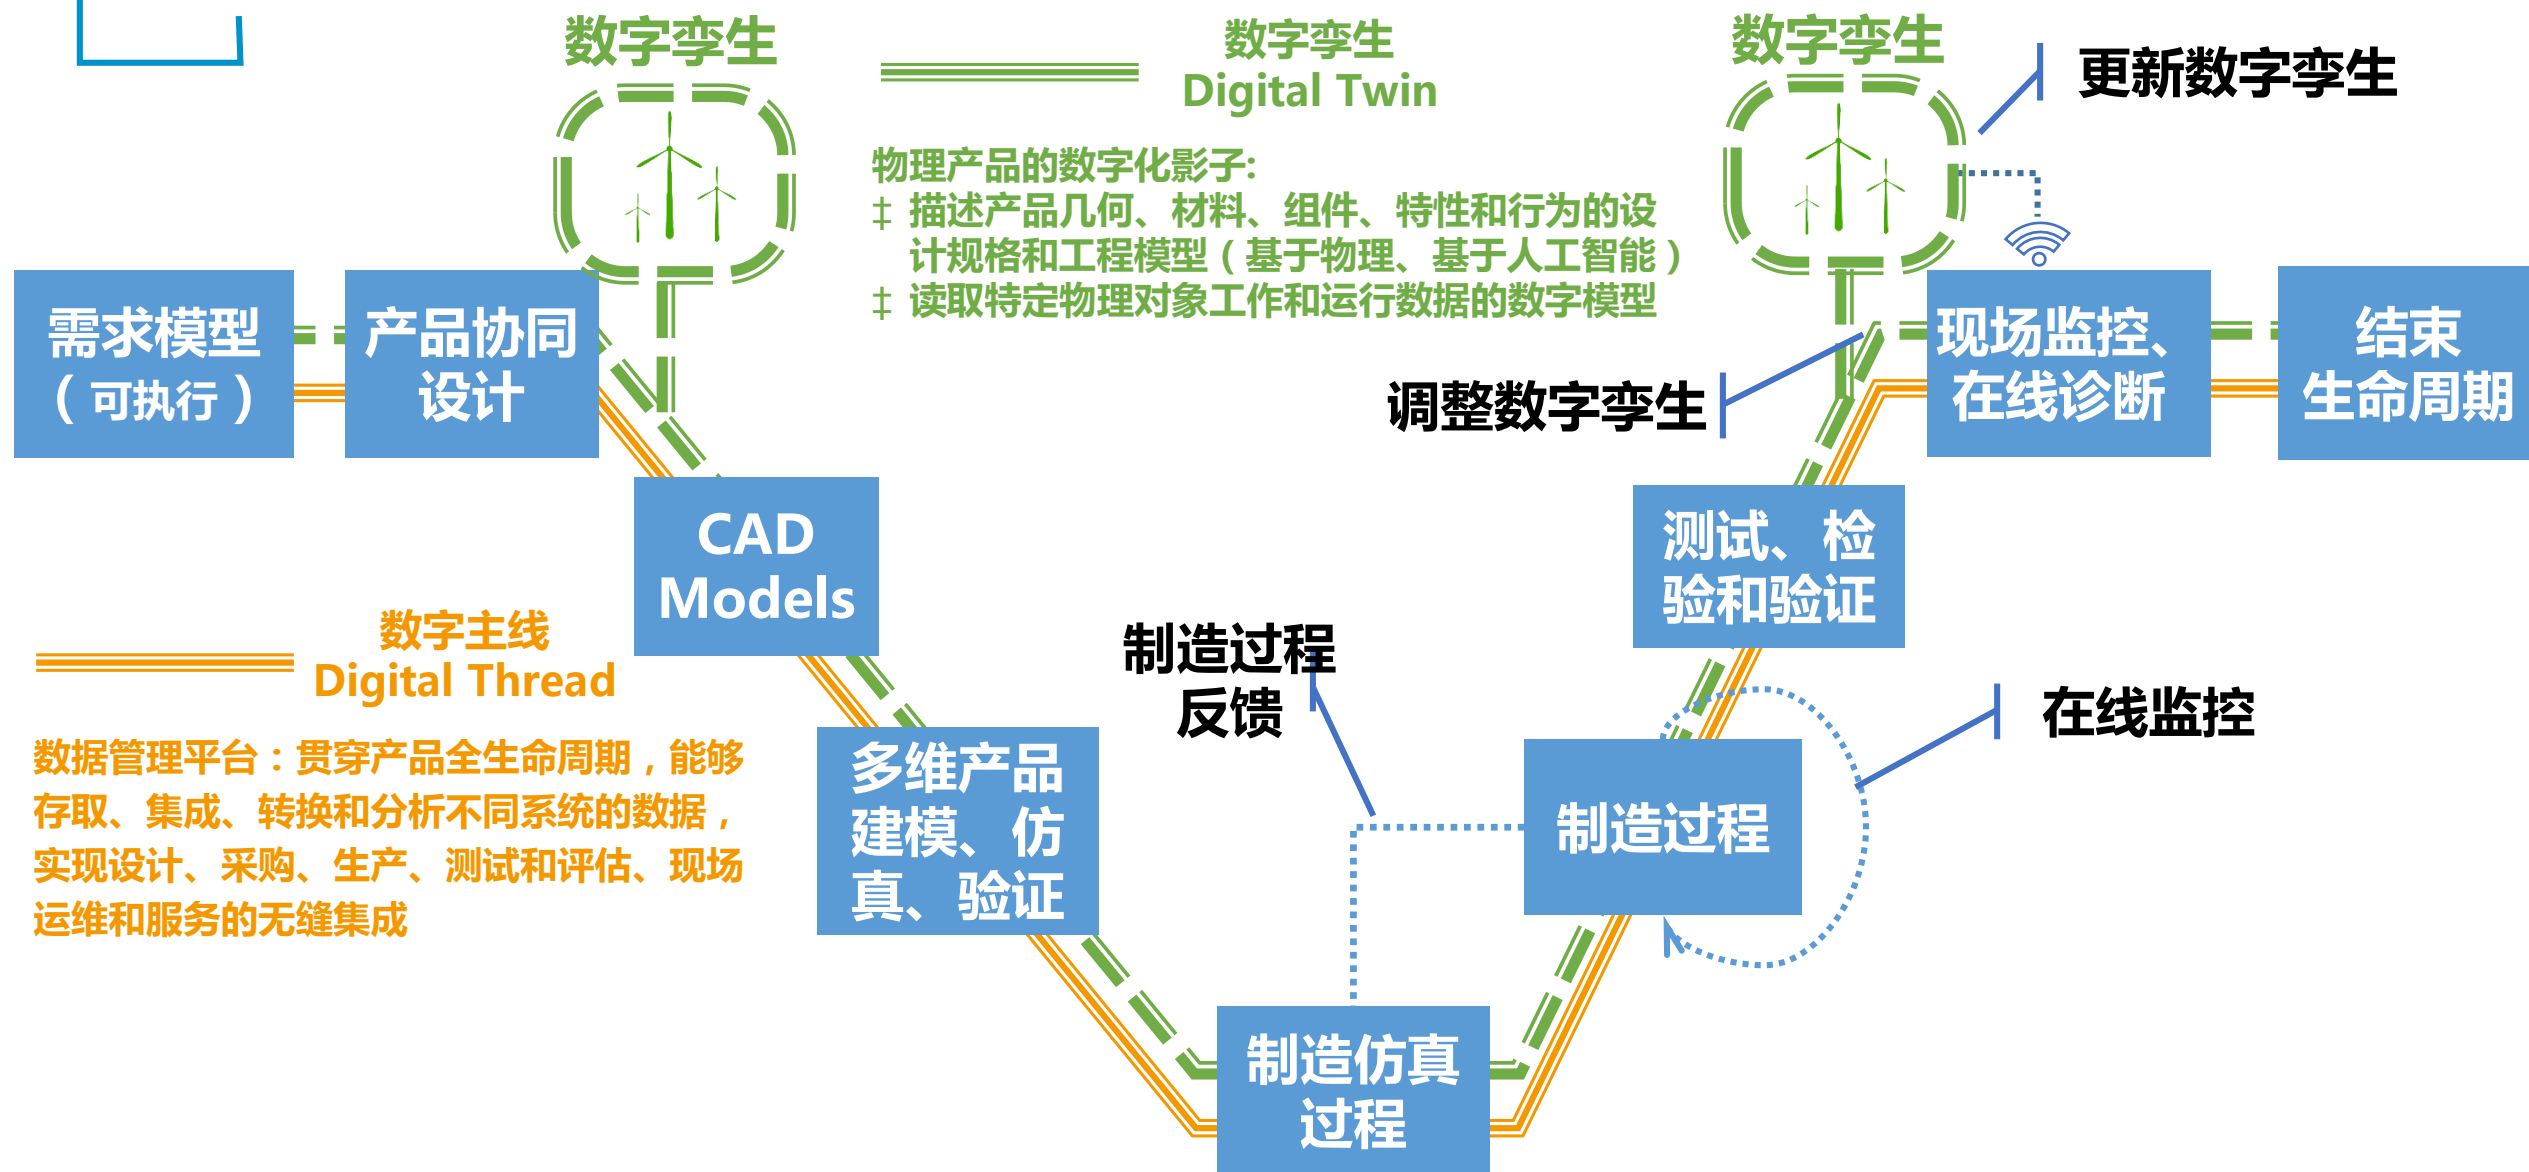 数字孪生
数字孪生
Digital Twin
数字孪生
更新数字孪生
物理产品的数字化影子:
‡ 描述产品几何、材料、组件、特性和行为的设
计规格和工程模型（基于物理、基于人工智能）
‡ 读取特定物理对象工作和运行数据的数字模型
需求模型
（可执行）
产品协同
设计
现场监控、
在线诊断
结束
生命周期
调整数字孪生
CAD
Models
测试、检
验和验证
数字主线
Digital Thread
制造过程
反馈
在线监控
数据管理平台：贯穿产品全生命周期，能够
存取、集成、转换和分析不同系统的数据，
实现设计、采购、生产、测试和评估、现场
运维和服务的无缝集成
多维产品
建模、仿
真、验证
制造过程
制造仿真
过程